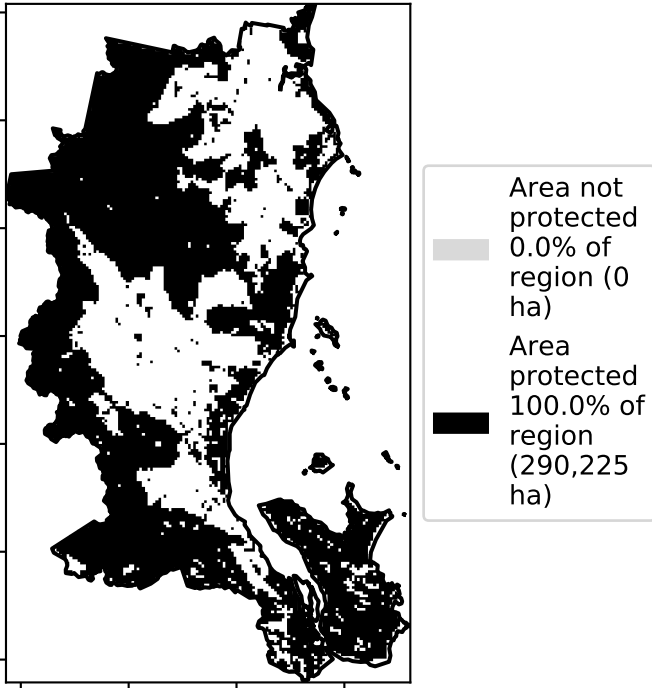 Area not
protected
0.0% of
region (0
ha)
Area
protected
100.0% of
region
(290,225
ha)